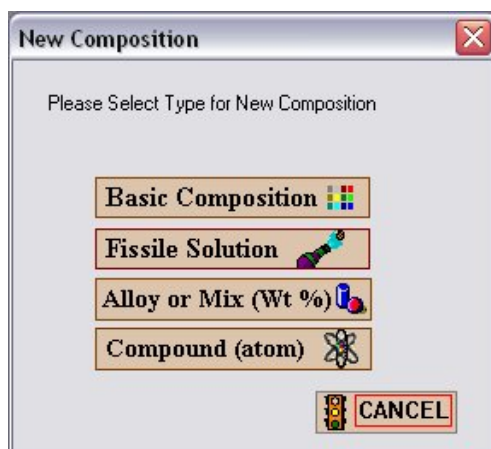 New Composition
Please Select Type for New Composition
Basic Composition
Fissile Solution
Alloy or Mix (Wt %)
Compound (atom)
CANCEL